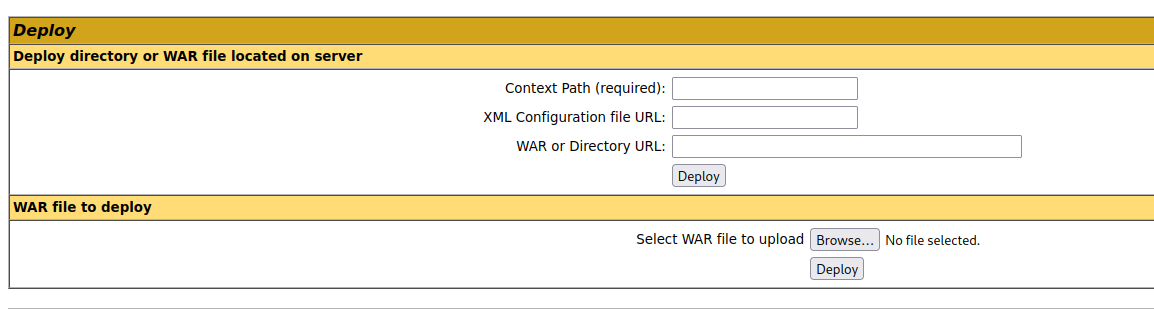 Deploy
Deploy directory or WAR file located on server
Context Path (required):
XML Configuration file URL:
WAR or Directory URL:
Deploy
WAR file to deploy
Select WAR file to upload Browse... No file selected.
Deploy